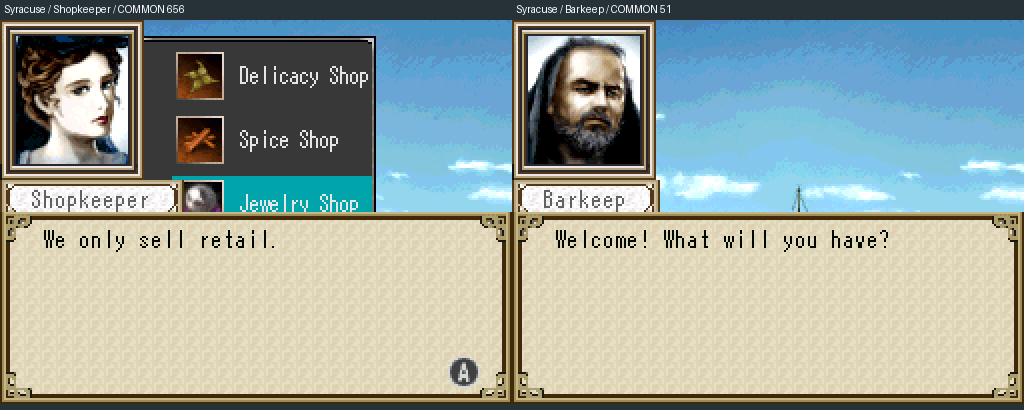 Syracuse / Shopkeeper / COMMON 656
Delicacy Shop
Spice Shop
Jewelry Shop
Shopkeeper
We only sell retail.
A
Syracuse / Barkeep / COMMON 51
Barkeep
Welcome! What will you have?